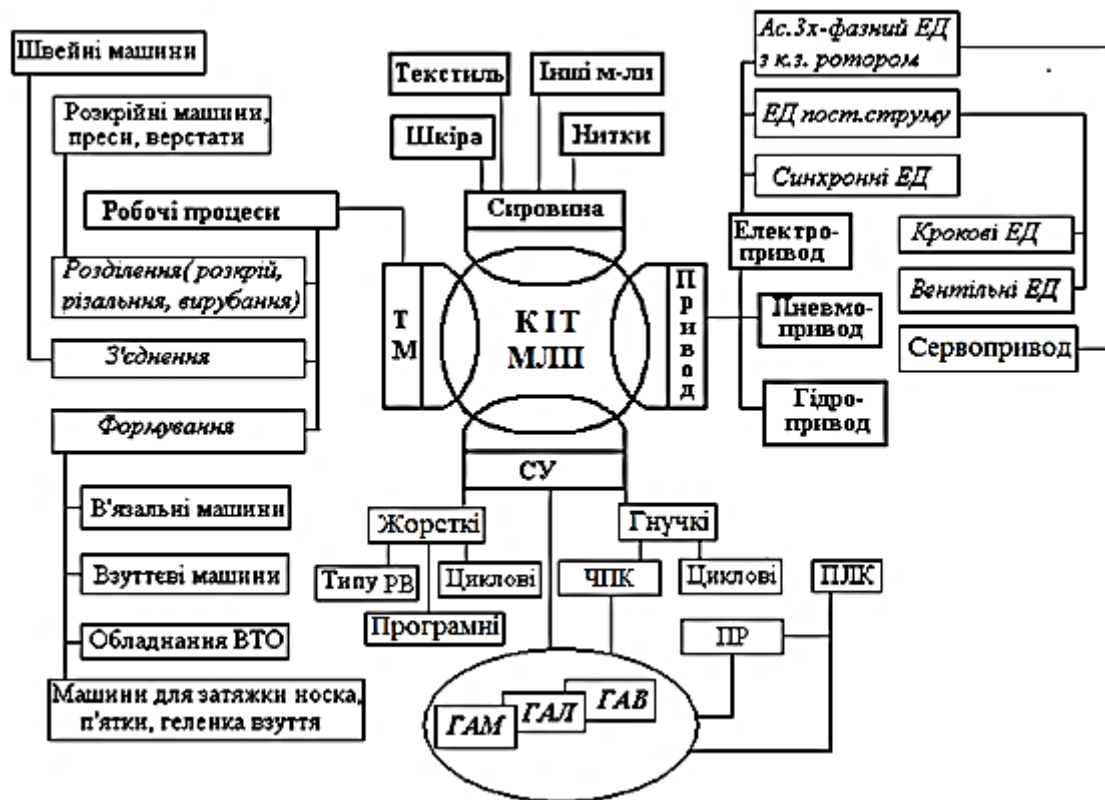 Швейні машини
Розкрійні машини,
преси, верстати
Робочі процеси
Розділення( розкрій,
різальння, вирубання)
З'єднення
Формування
В'язальні машини
Взуттєві машини
Обладнання ВТО
Машини для затяжки носка,
п'ятки, геленка взуття
Текстиль
Інші м-ли
Шкіра
Нитки
Сировина
Т
М
КІТ
МЛП
П
р
и
в
о
д
СУ
Жорсткі
Типу РВ
Циклові
Програмні
Гнучкі
ЧПК
Циклові
ПЛК
ПР
ГАМ
ГАЛ
ГАВ
Ас.3х-фазний ЕД
з к.з. ротором
ЕД пост.струму
Синхронні ЕД
Електро-
привод
Крокові ЕД
Вентільні ЕД
Пневмо-
привод
Сервопривод
Гідро-
привод